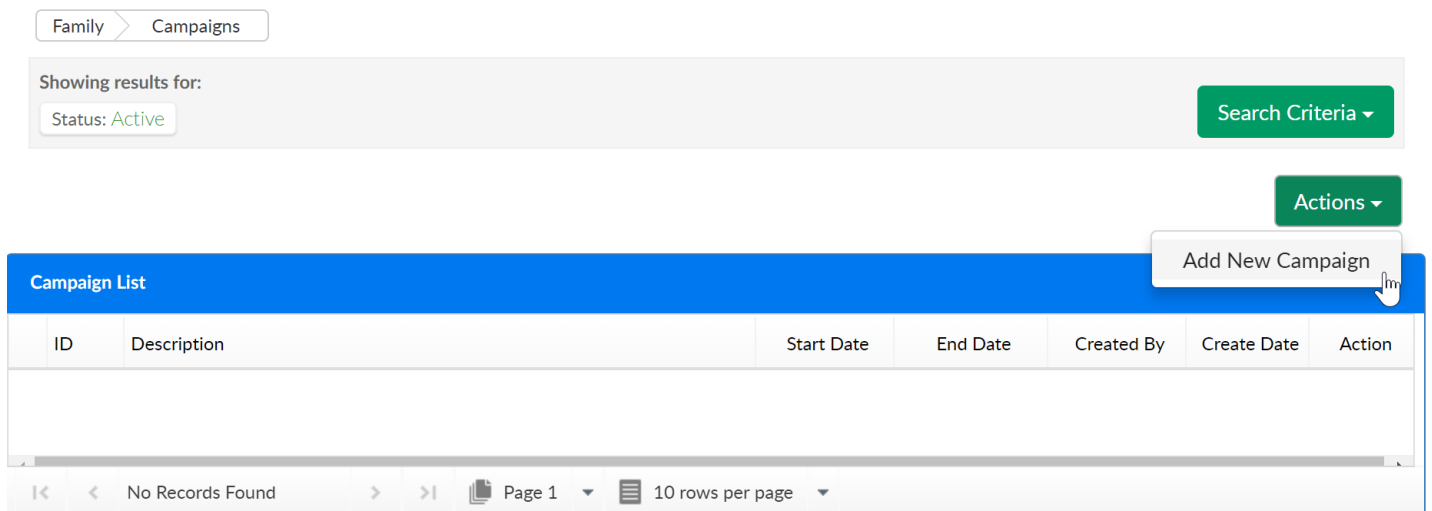 Family Campaigns
Showing results for:
Status: Active
Search Criteria
Actions
Add New Campaign
Campaign List
ID Description Start Date End Date Created By Create Date Action
No Records Found Page 1 10 rows per page